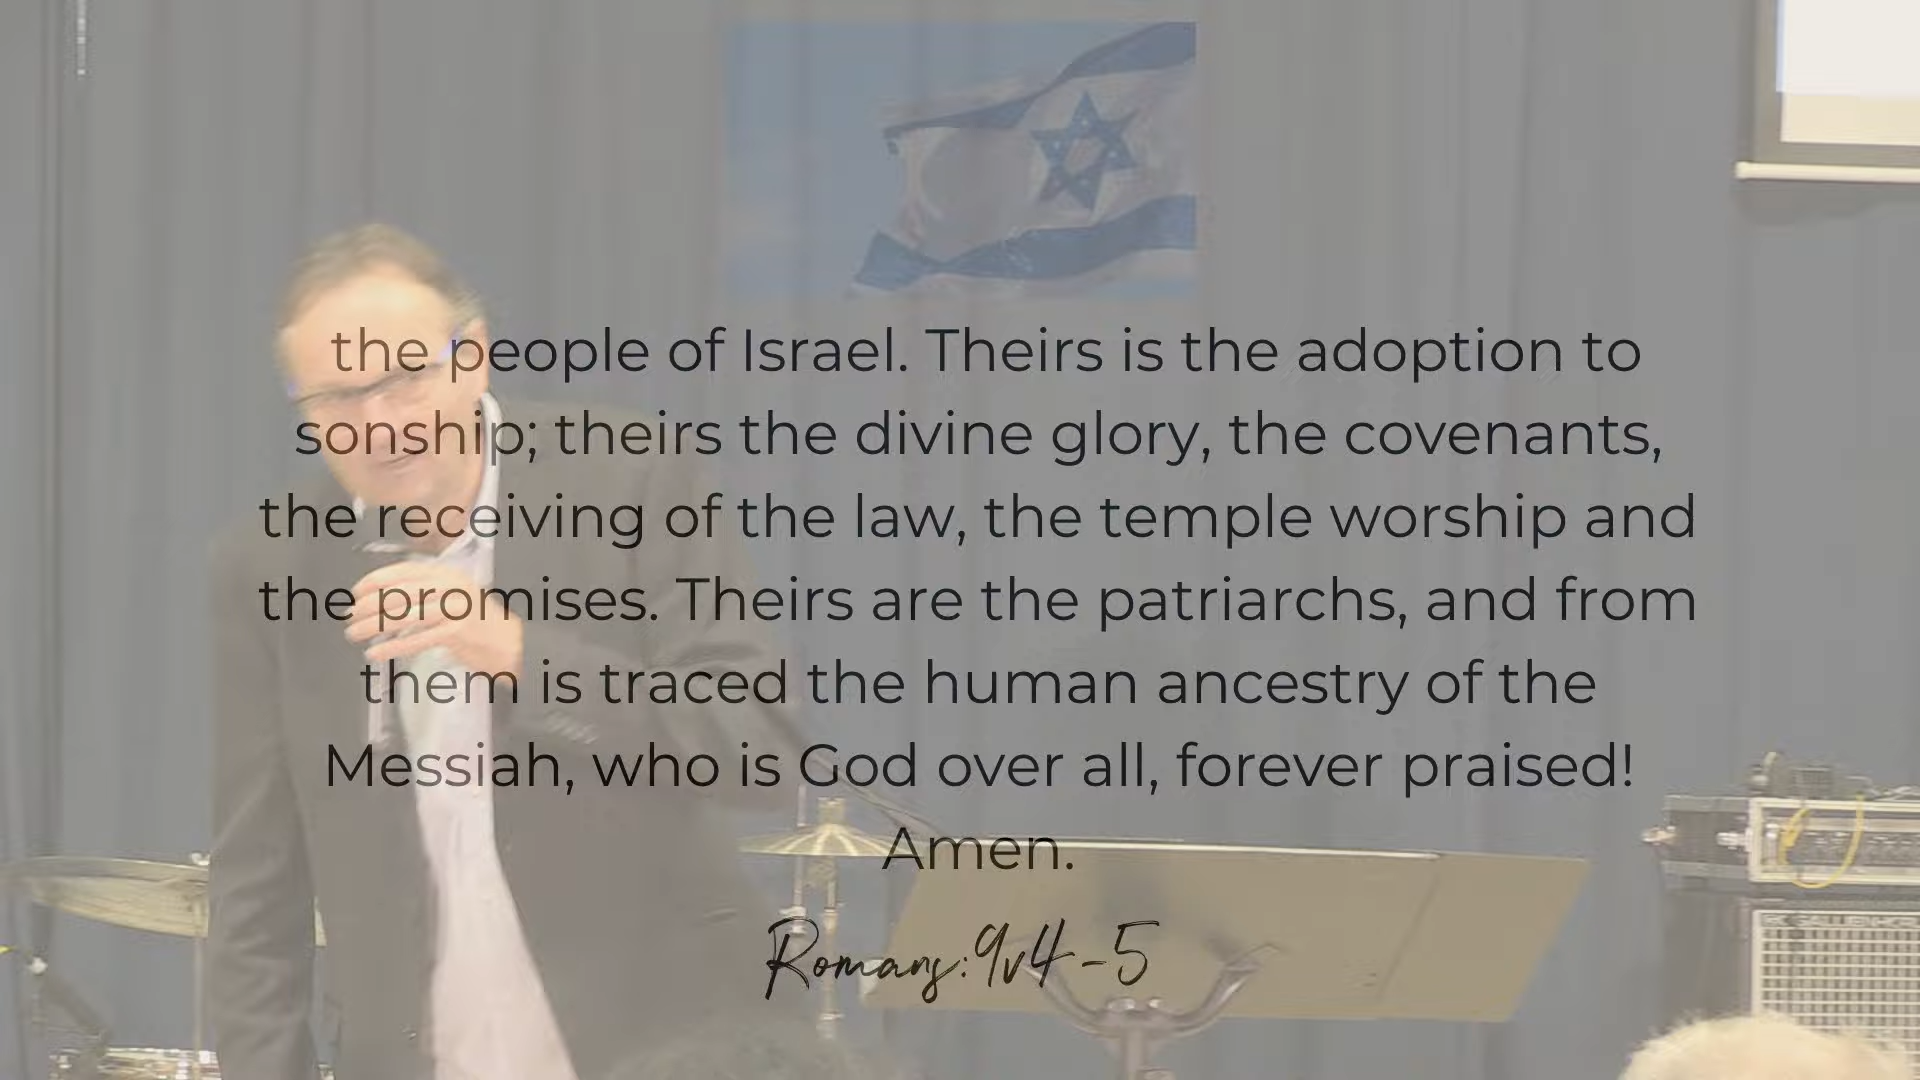 the people of Israel. Theirs is the adoption to
sonship; theirs the divine glory, the covenants,
the receiving of the law, the temple worship and
the promises. Theirs are the patriarchs, and from
them is traced the human ancestry of the
Messiah, who is God over all, forever praised!
Amen.
Romans:9v4-5